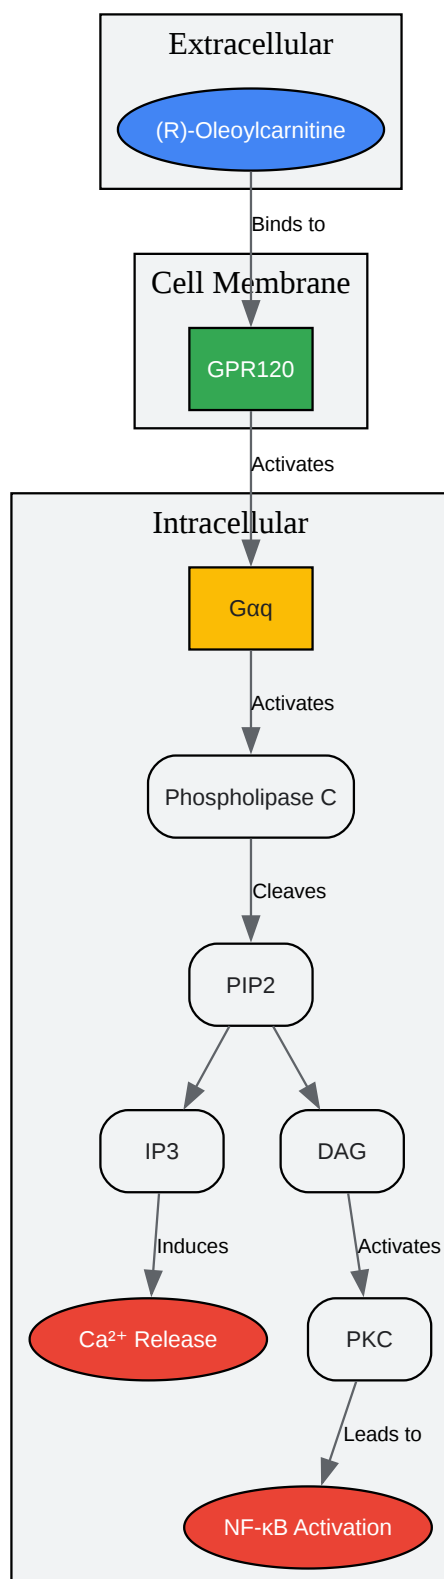 Extracellular
(R)-Oleoylcarnitine
Binds to
Cell Membrane
GPR120
Activates
Intracellular
Gαq
Activates
Phospholipase C
Cleaves
PIP2
IP3
DAG
Induces
Activates
Ca²⁺ Release
PKC
Leads to
NF-κB Activation